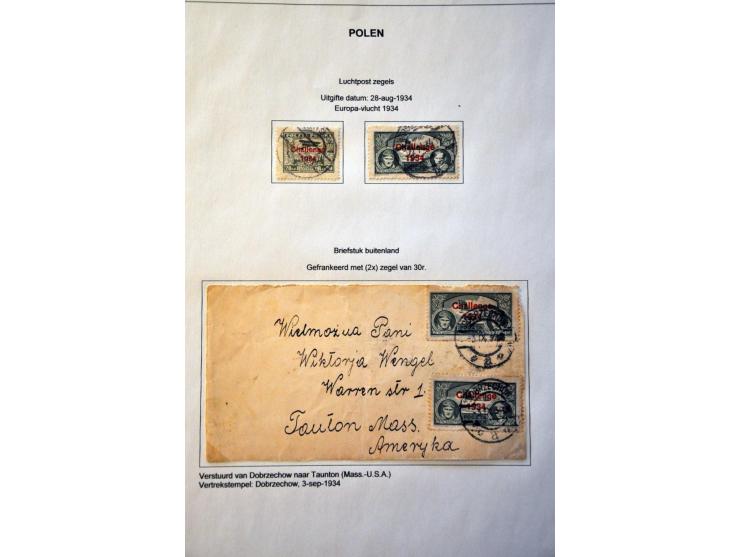 POLEN
Luchtpost zegels
Uitgifte datum: 28-aug-1934
Europa-vlucht 1934
Challenge
1934
Challenge
1934
Briefstuk buitenland
Gefrankeerd met (2x) zegel van 30r.
Challenge
Wielmożna Pani
Wiktorja Wengel
Warren str 1.
Tauton Mass.
Ameryka
Challenge
1934
Verstuurd van Dobrzechow naar Taunton (Mass.-U.S.A.)
Vertrekstempel: Dobrzechow, 3-sep-1934